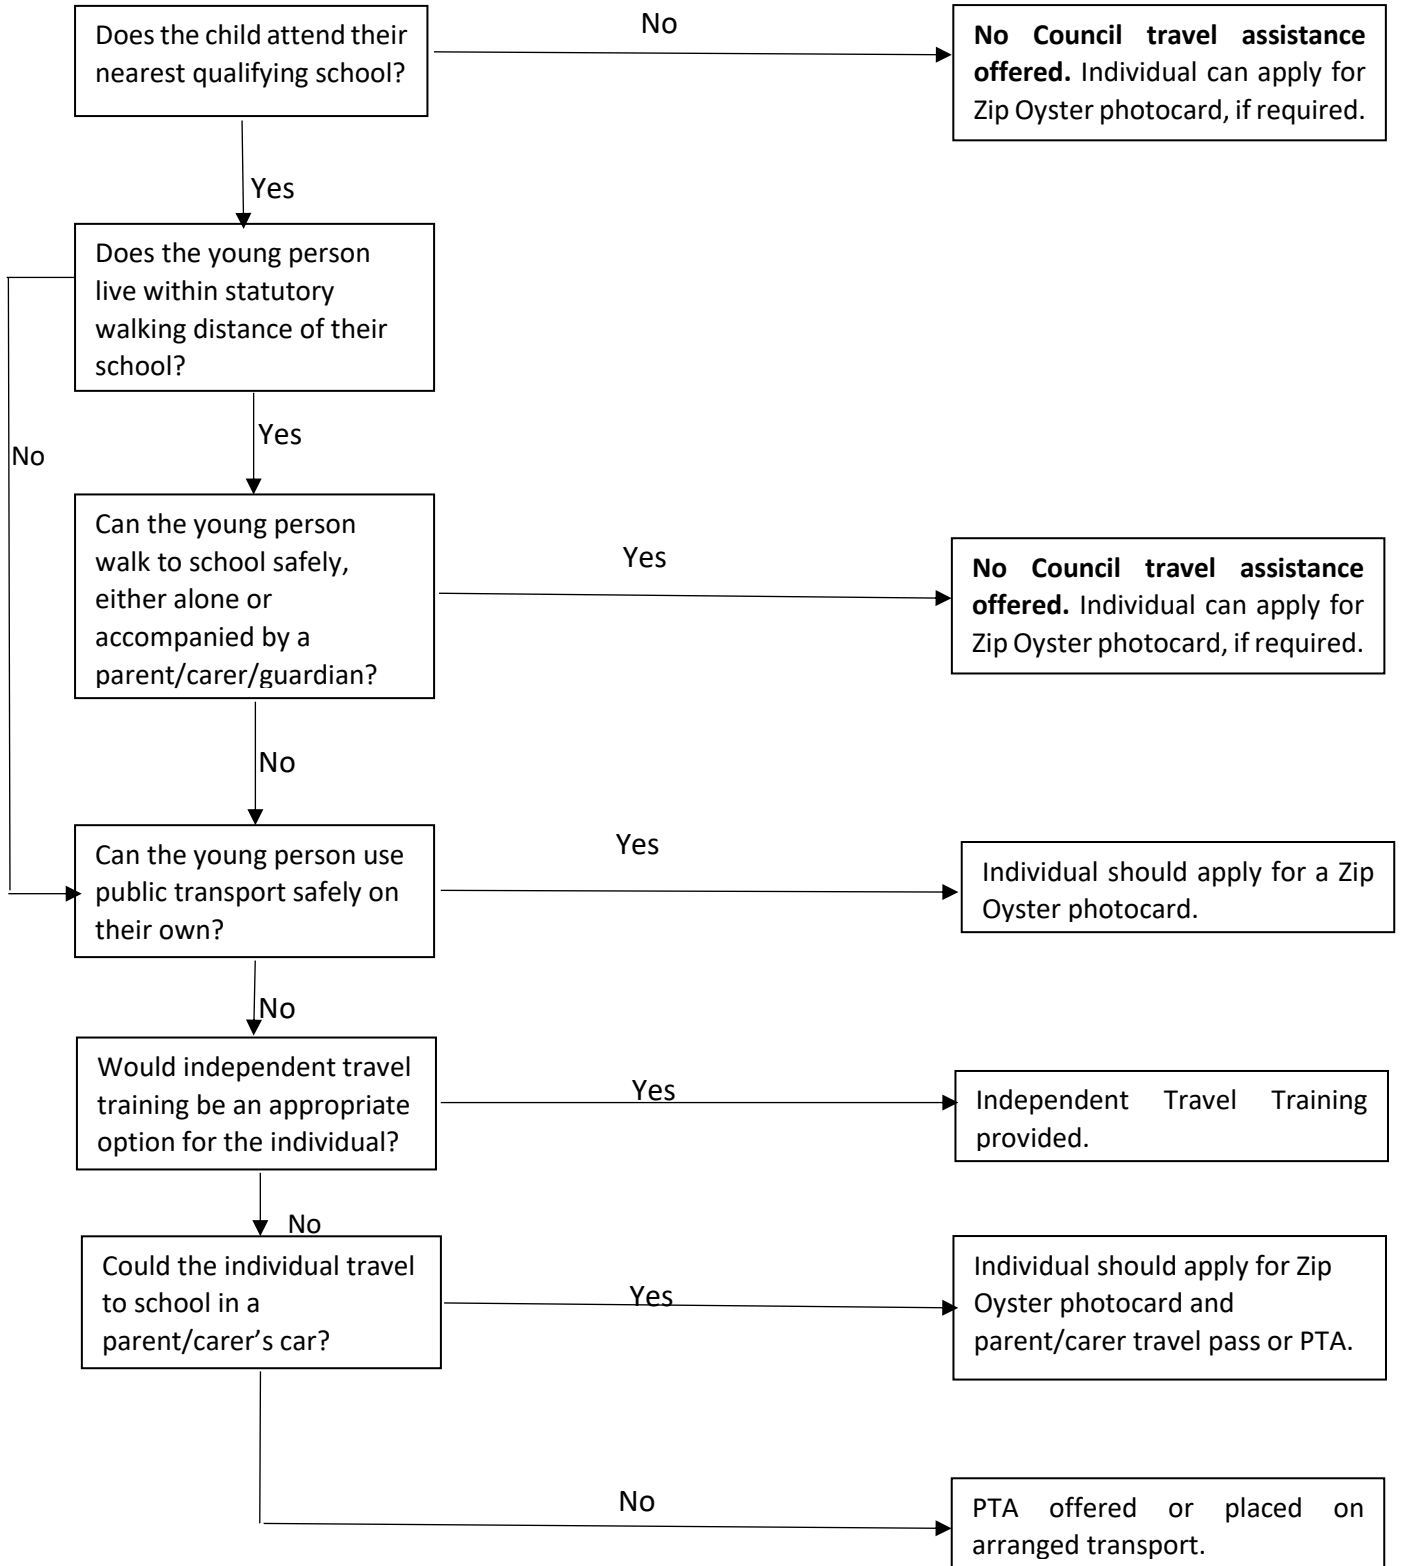 Does the child attend their
nearest qualifying school?
No
No Council travel assistance
offered. Individual can apply for
Zip Oyster photocard, if required.
Yes
Does the young person
live within statutory
walking distance of their
school?
No
Yes
Can the young person
walk to school safely,
either alone or
accompanied by a
parent/carer/guardian?
Yes
No Council travel assistance
offered. Individual can apply for
Zip Oyster photocard, if required.
No
Can the young person use
public transport safely on
their own?
Yes
Individual should apply for a Zip
Oyster photocard.
No
Would independent travel
training be an appropriate
option for the individual?
Yes
Independent Travel Training
provided.
No
Could the individual travel
to school in a
parent/carer’s car?
Yes
Individual should apply for Zip
Oyster photocard and
parent/carer travel pass or PTA.
No
PTA offered or placed on
arranged transport.